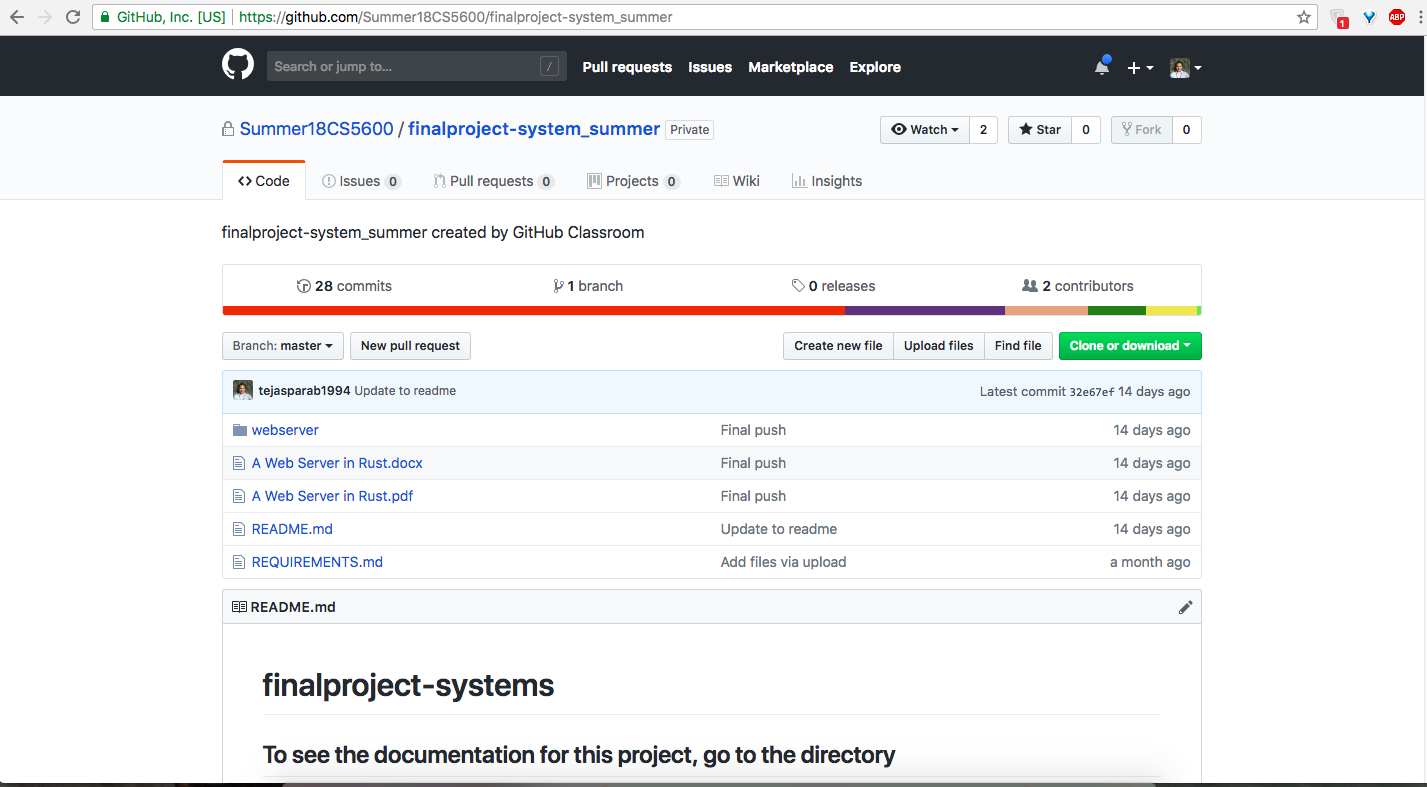 GitHub, Inc. [US] https://github.com/Summer18CS5600/finalproject-system_summer 1 ABP
Search or jump to... / Pull requests Issues Marketplace Explore
Summer18CS5600 / finalproject-system_summer Private Watch 2 Star 0 Fork 0
Code Issues 0 Pull requests 0 Projects 0 Wiki Insights
finalproject-system_summer created by GitHub Classroom
28 commits 1 branch 0 releases 2 contributors
Branch: master New pull request Create new file Upload files Find file Clone or download
tejasparab1994 Update to readme Latest commit 32e67ef 14 days ago
webserver Final push 14 days ago
A Web Server in Rust.docx Final push 14 days ago
A Web Server in Rust.pdf Final push 14 days ago
README.md Update to readme 14 days ago
REQUIREMENTS.md Add files via upload a month ago
README.md
finalproject-systems
To see the documentation for this project, go to the directory